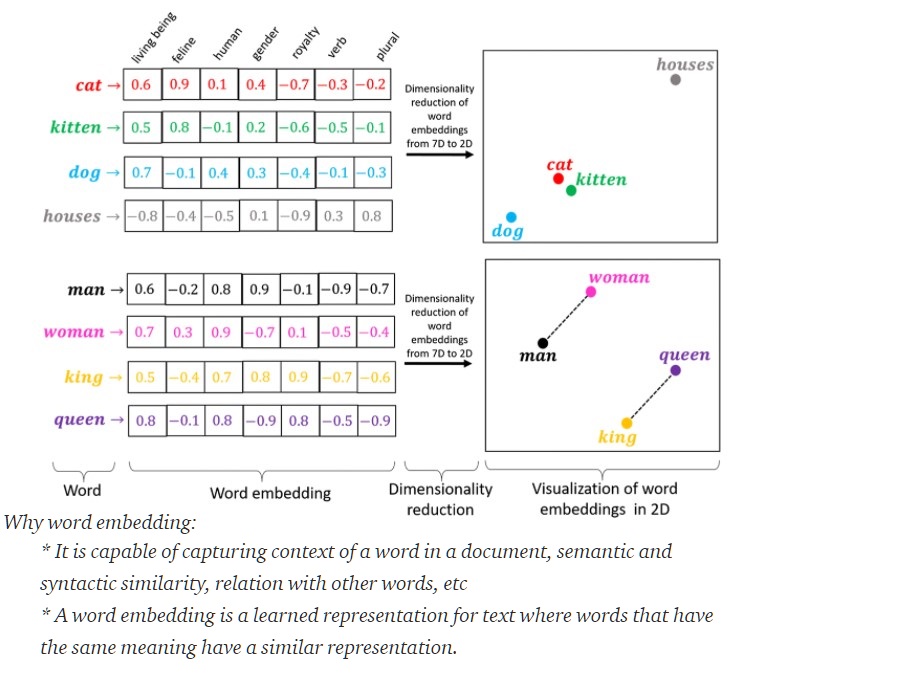 living being feline human gender royalty verb plural
cat → 0.6 0.9 0.1 0.4 −0.7 −0.3 −0.2
kitten → 0.5 0.8 −0.1 0.2 −0.6 −0.5 −0.1
dog → 0.7 −0.1 0.4 0.3 −0.4 −0.1 −0.3
houses → −0.8 −0.4 −0.5 0.1 −0.9 0.3 0.8
Dimensionality
reduction of
word
embeddings
from 7D to 2D
houses
cat
kitten
dog
man → 0.6 −0.2 0.8 0.9 −0.1 −0.9 −0.7
woman → 0.7 0.3 0.9 −0.7 0.1 −0.5 −0.4
king → 0.5 −0.4 0.7 0.8 0.9 −0.7 −0.6
queen → 0.8 −0.1 0.8 −0.9 0.8 −0.5 −0.9
Dimensionality
reduction of
word
embeddings
from 7D to 2D
woman
man
queen
king
Word
Word embedding
Dimensionality
reduction
Visualization of word
embeddings in 2D
Why word embedding:
* It is capable of capturing context of a word in a document, semantic and
syntactic similarity, relation with other words, etc
* A word embedding is a learned representation for text where words that have
the same meaning have a similar representation.